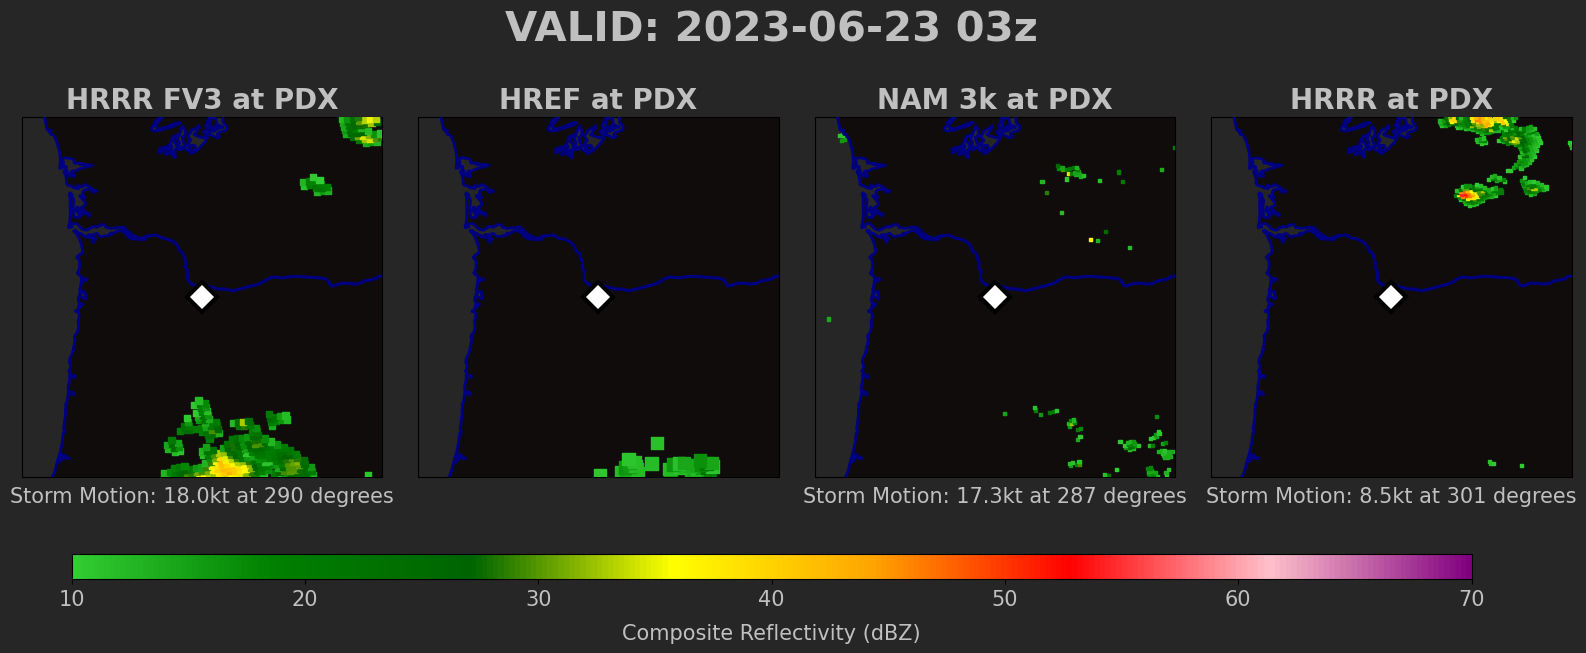 VALID: 2023-06-23 03z
HRRR FV3 at PDX
HREF at PDX
NAM 3k at PDX
HRRR at PDX
Storm Motion: 18.0kt at 290 degrees
Storm Motion: 17.3kt at 287 degrees
Storm Motion: 8.5kt at 301 degrees
10 20 30 40 50 60 70
Composite Reflectivity (dBZ)